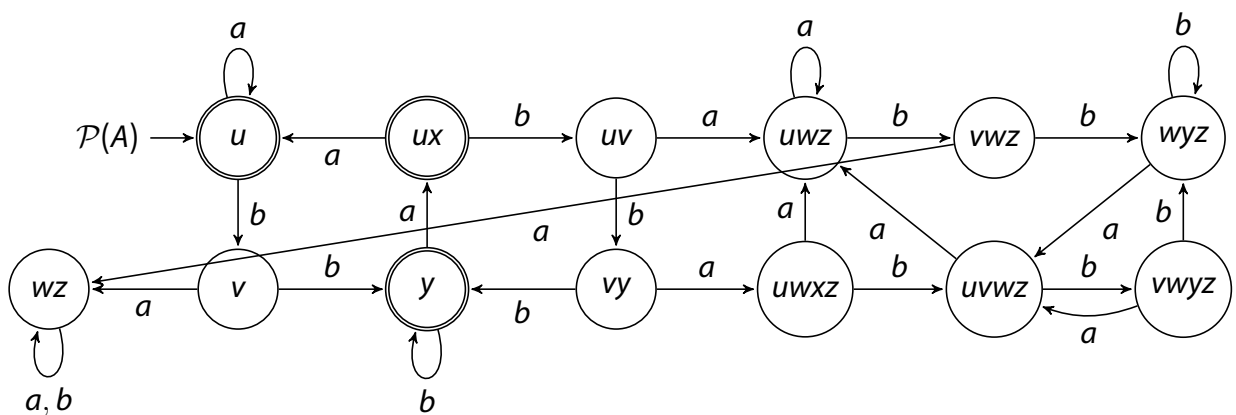 a a b
P(A) u a ux b uv a uwz b vwz b wyz
b a b a a a b
wz a v b y b vy a uwxz b uvwz b vwyz
a
a, b b